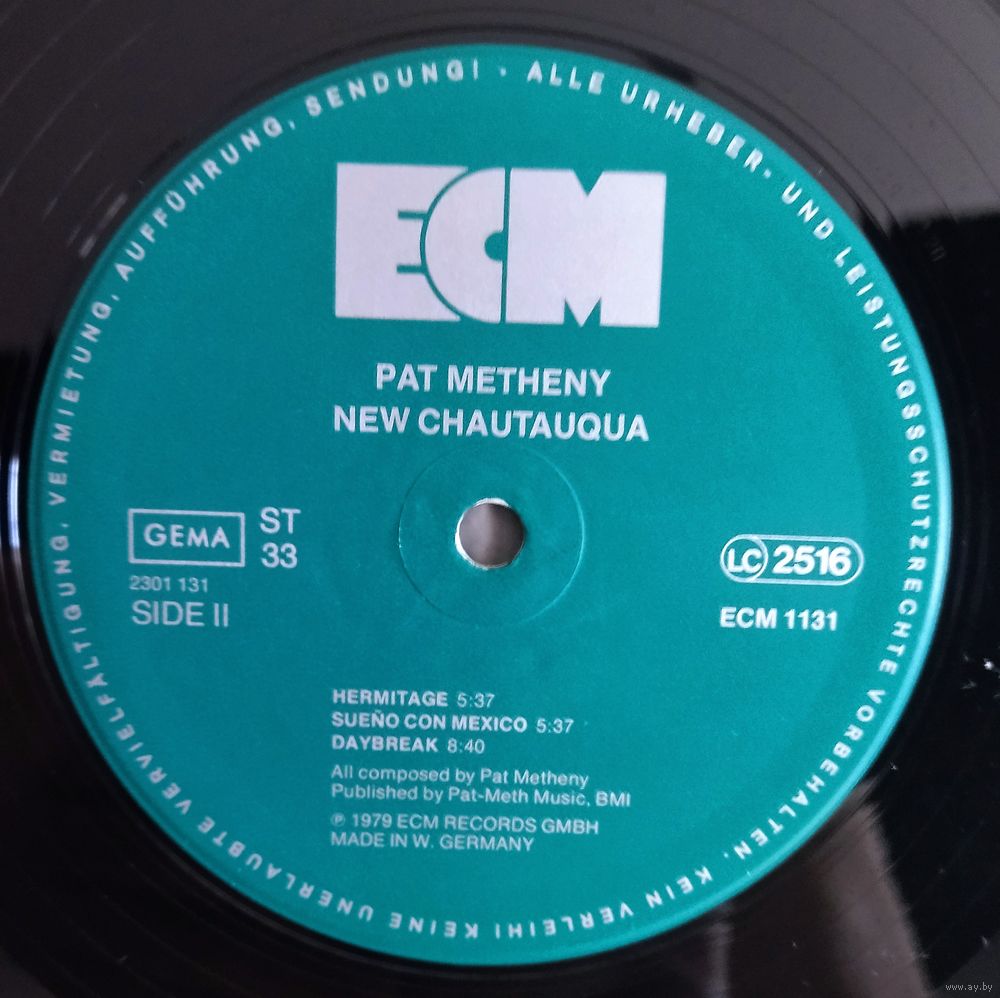 ALLE URHEBER- UND LEISTUNGSSCHUTZRECHTE VORBEHALTEN. KEIN VERLEIH! KEINE UNERLAUBTE VERVIELFÄLTIGUNG, VERMIETUNG, AUFFÜHRUNG, SENDUNG! ·
ECM
PAT METHENY
NEW CHAUTAUQUA
GEMA
ST
33
2301 131
SIDE II
LC 2516
ECM 1131
HERMITAGE 5:37
SUEÑO CON MEXICO 5:37
DAYBREAK 8:40
All composed by Pat Metheny
Published by Pat-Meth Music, BMI
℗ 1979 ECM RECORDS GMBH
MADE IN W. GERMANY
www.ay.by